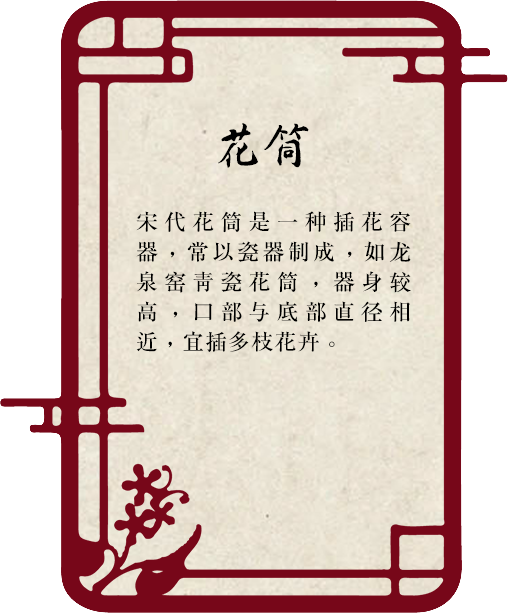 花筒
宋代花筒是一种插花容
器，常以瓷器制成，如龙
泉窑青瓷花筒，器身较
高，口部与底部直径相
近，宜插多枝花卉。